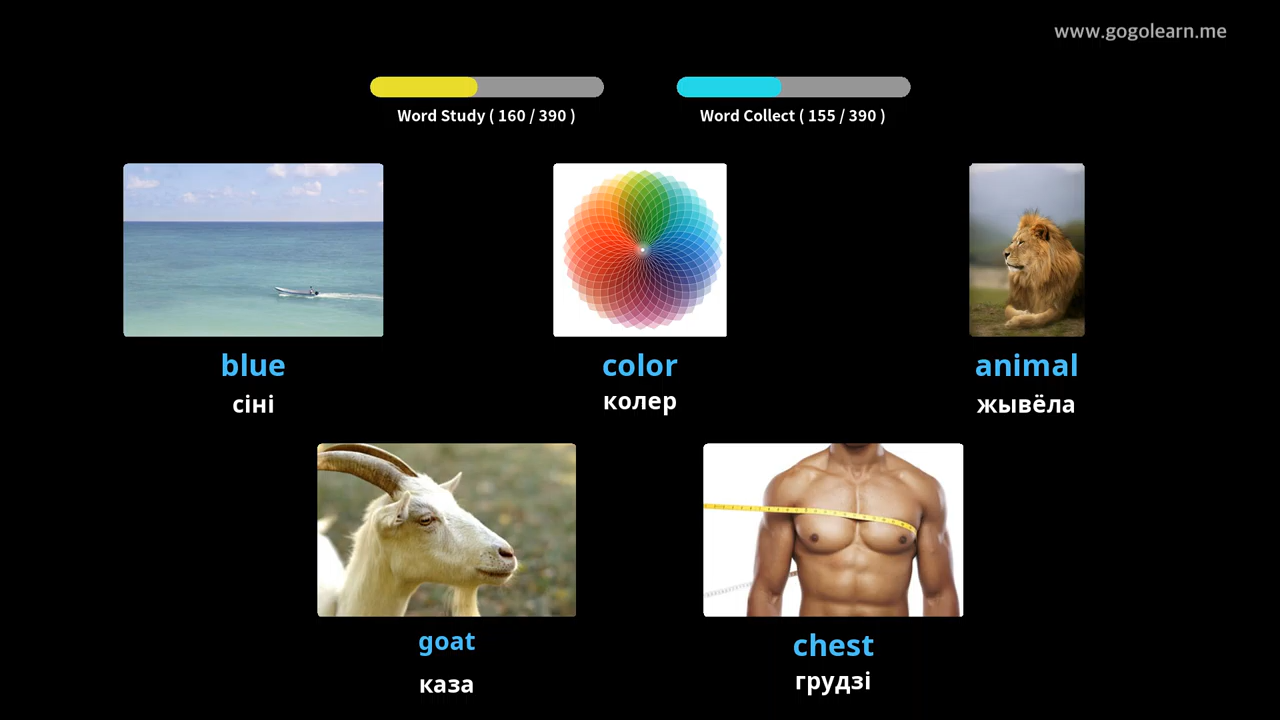 www.gogolearn.me
Word Study ( 160 / 390 )
Word Collect ( 155 / 390 )
blue
сіні
color
колер
animal
жывёла
goat
каза
chest
грудзі